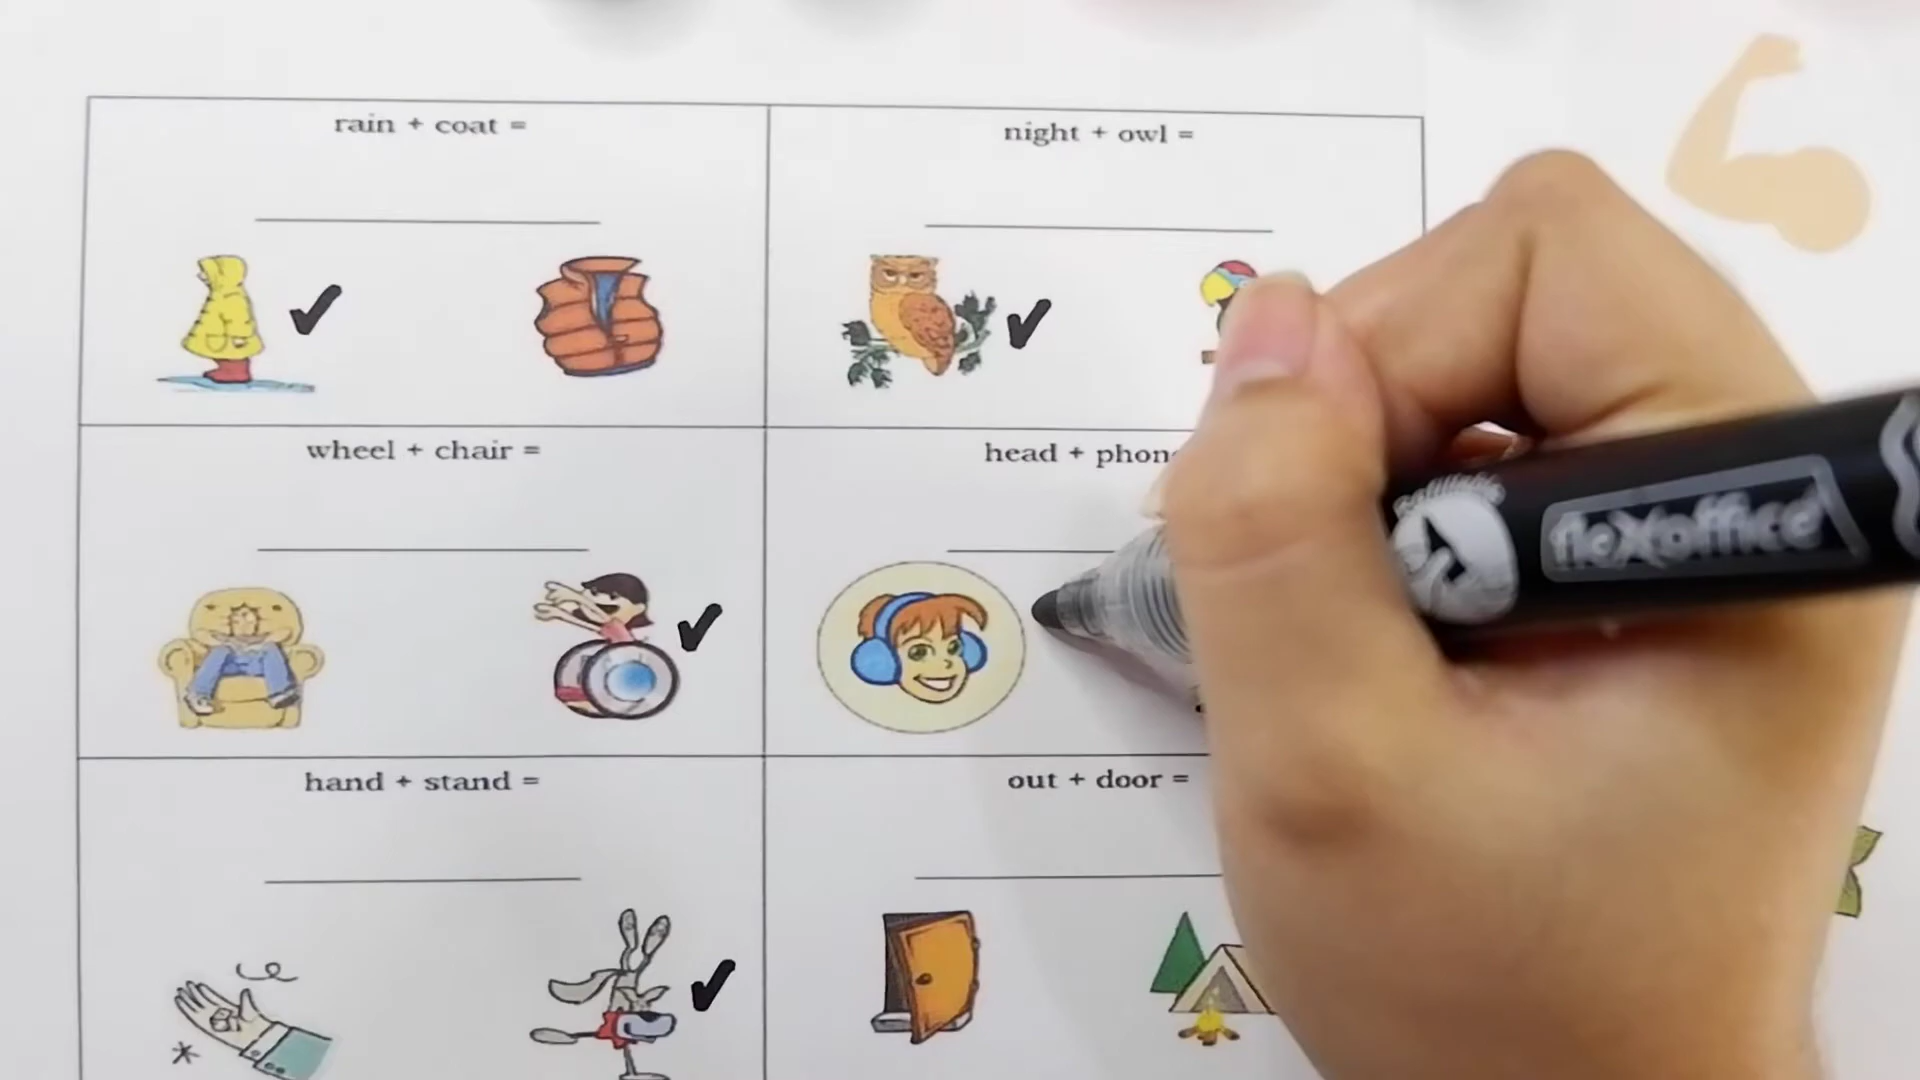 rain + coat =
night + owl =
wheel + chair =
head + phon
hand + stand =
out + door =
flexoffice